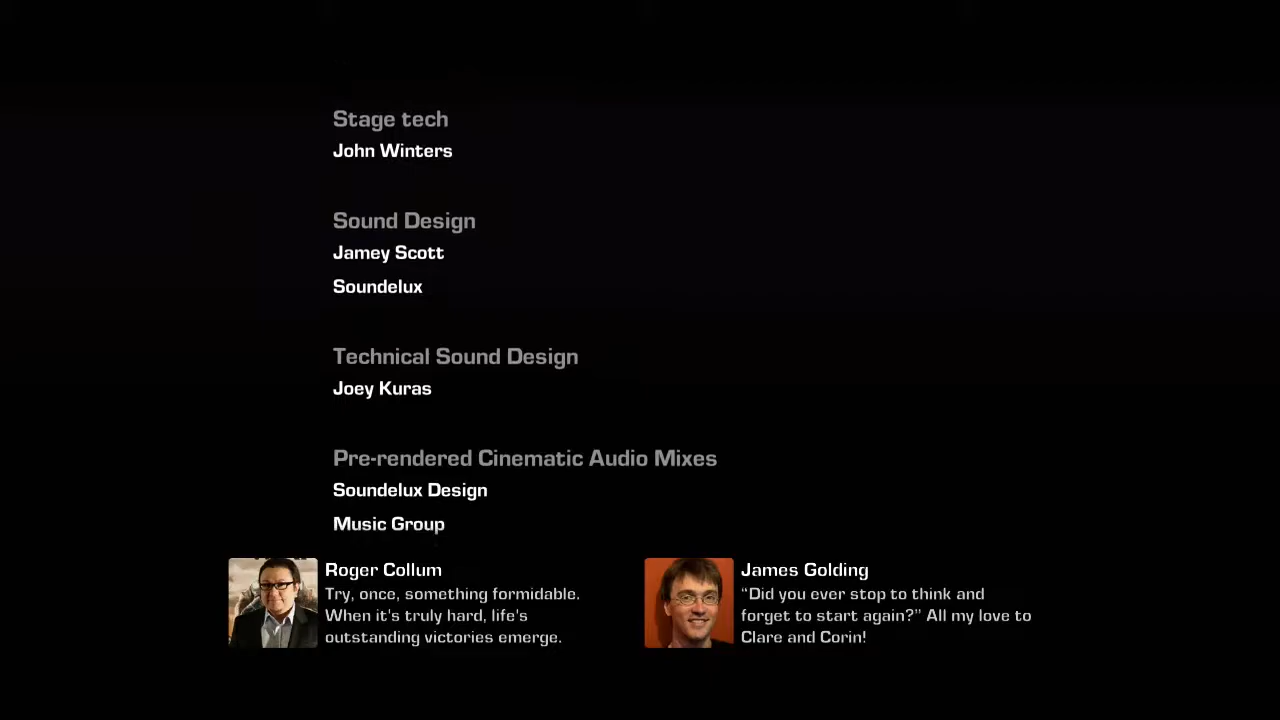 Stage tech
John Winters
Sound Design
Jamey Scott
Soundelux
Technical Sound Design
Joey Kuras
Pre-rendered Cinematic Audio Mixes
Soundelux Design
Music Group
Roger Collum
Try, once, something formidable.
When it's truly hard, life's
outstanding victories emerge.
James Golding
“Did you ever stop to think and
forget to start again?” All my love to
Clare and Corin!